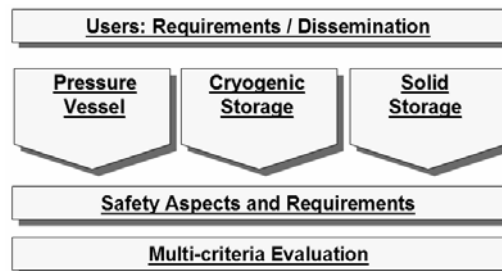 Users: Requirements / Dissemination
Pressure
Vessel
Cryogenic
Storage
Solid
Storage
Safety Aspects and Requirements
Multi-criteria Evaluation